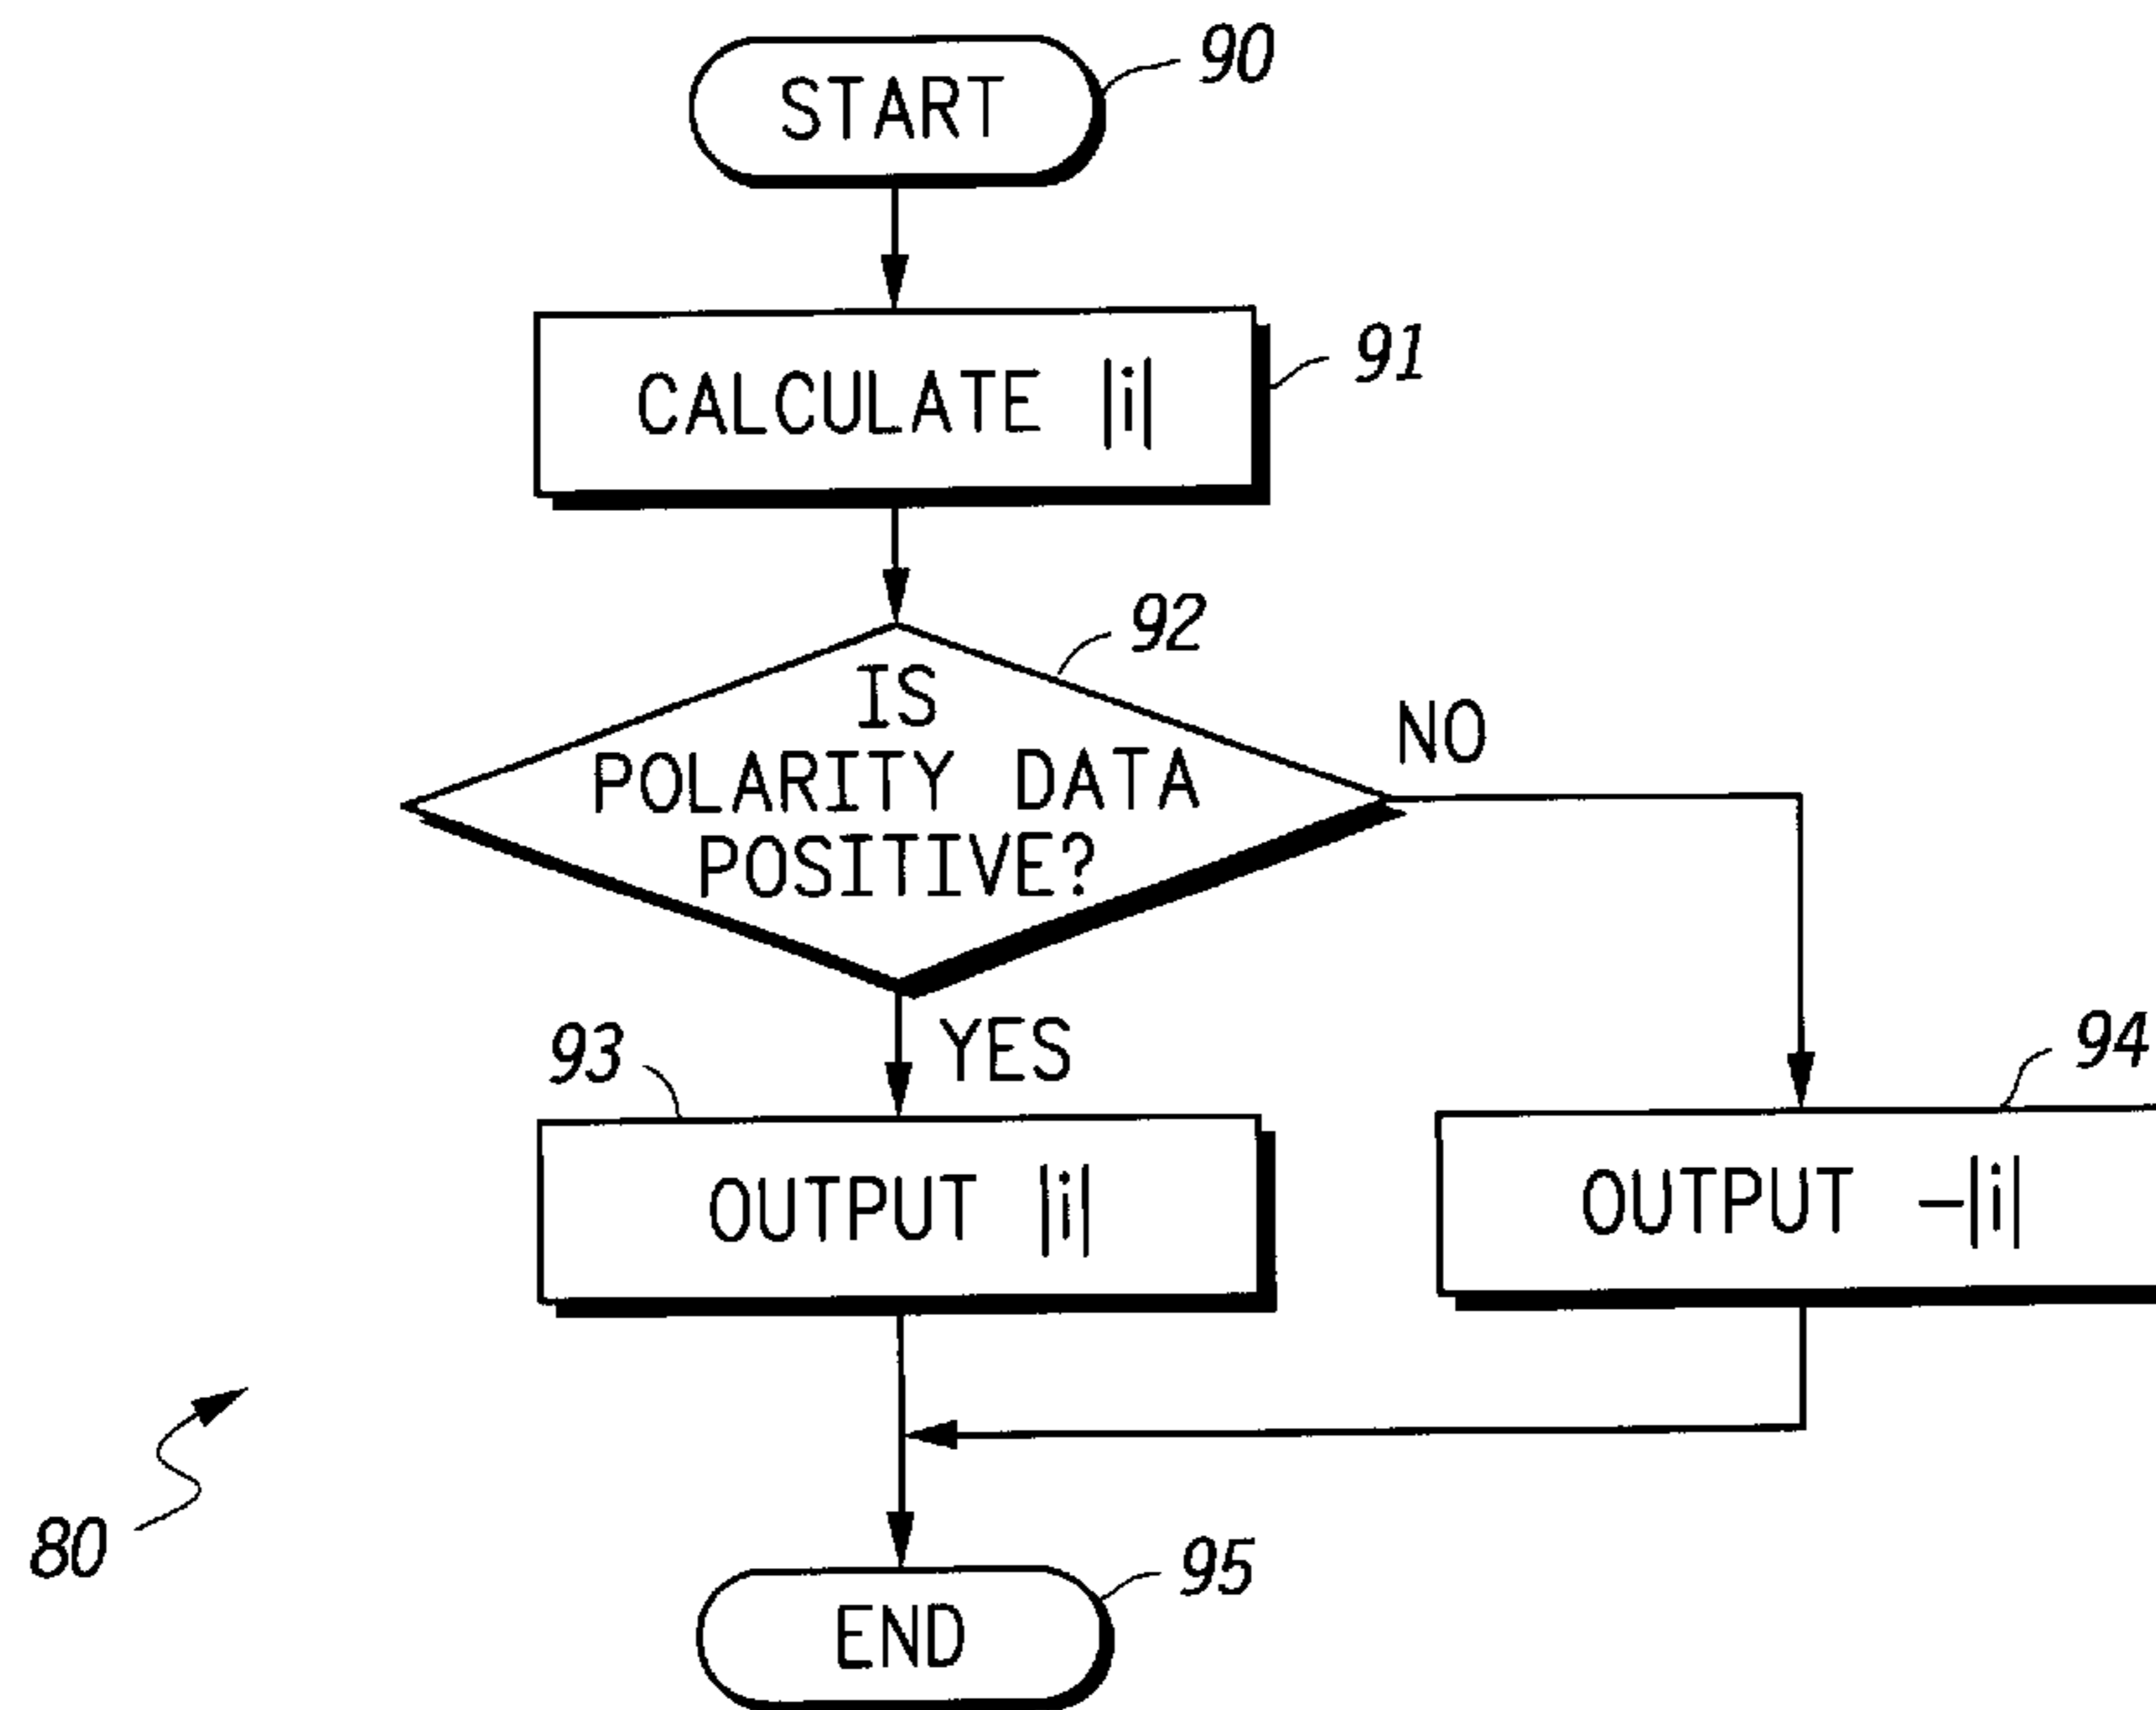 START
90
CALCULATE |i|
91
92
IS
POLARITY DATA
POSITIVE?
NO
YES
93
94
OUTPUT |i|
OUTPUT –|i|
80
95
END